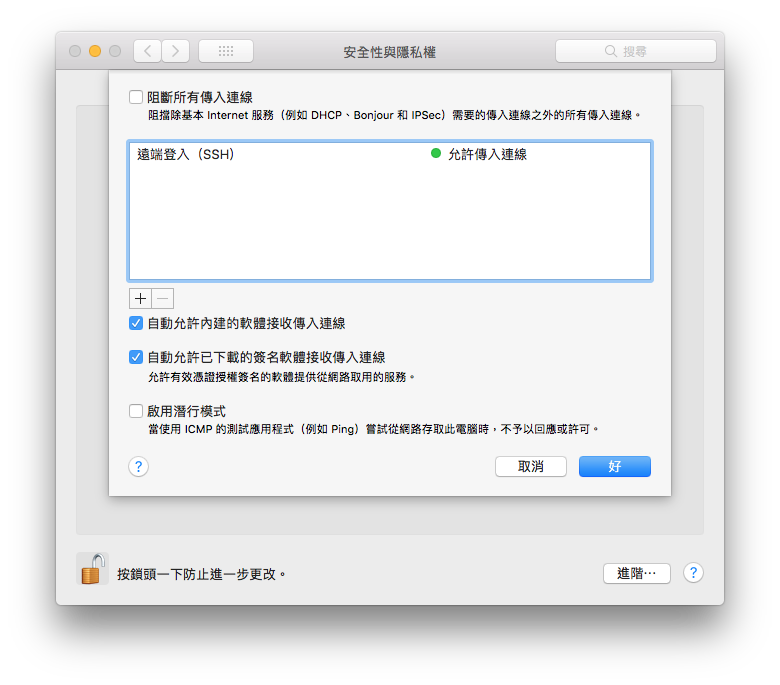 安全性與隱私權
搜尋
阻斷所有傳入連線
阻擋除基本 Internet 服務（例如 DHCP、Bonjour 和 IPSec）需要的傳入連線之外的所有傳入連線。
遠端登入（SSH） 允許傳入連線
自動允許內建的軟體接收傳入連線
自動允許已下載的簽名軟體接收傳入連線
允許有效憑證授權簽名的軟體提供從網路取用的服務。
啟用潛行模式
當使用 ICMP 的測試應用程式（例如 Ping）嘗試從網路存取此電腦時，不予以回應或許可。
? 取消 好
按鎖頭一下防止進一步更改。 進階⋯ ?